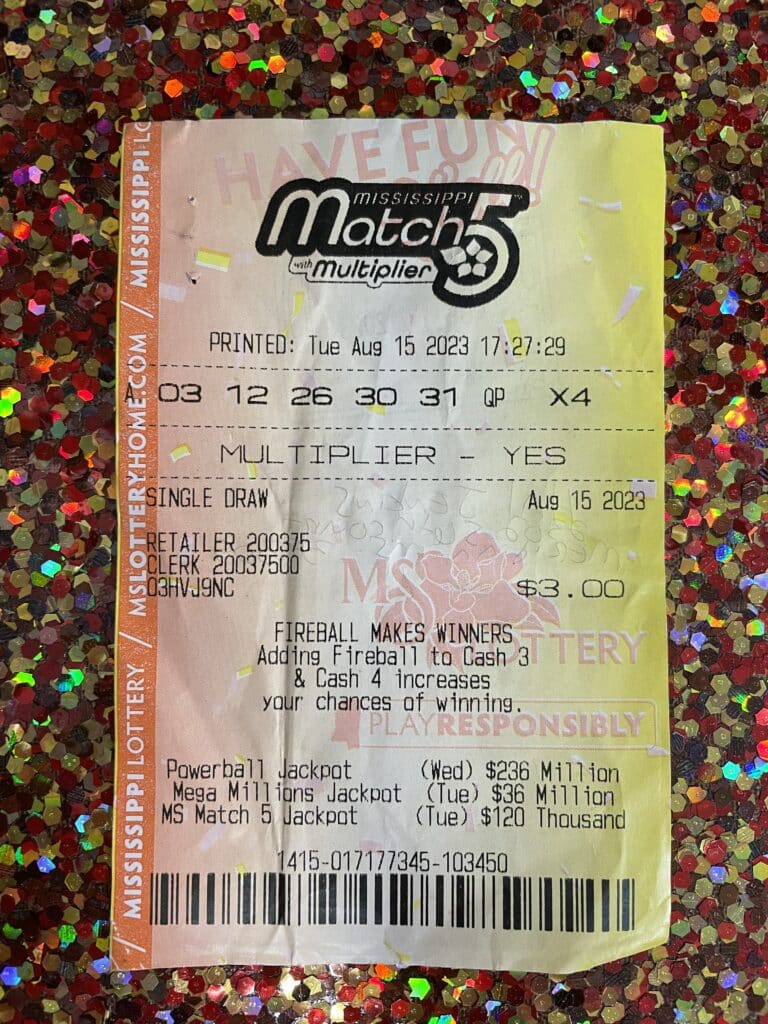 HAVE FUN
MISSISSIPPI
Match 5
with Multiplier
PRINTED: Tue Aug 15 2023 17:27:29
A 03 12 26 30 31 QP X4
MULTIPLIER - YES
SINGLE DRAW Aug 15 2023
RETAILER 200375
CLERK 20037500
03HVJ9NC $3.00
MS LOTTERY
FIREBALL MAKES WINNERS
Adding Fireball to Cash 3
& Cash 4 increases
your chances of winning.
PLAYRESPONSIBLY
Powerball Jackpot (Wed) $236 Million
Mega Millions Jackpot (Tue) $36 Million
MS Match 5 Jackpot (Tue) $120 Thousand
1415-017177345-103450
/ MISSISSIPPI LOTTERY / MSLOTTERYHOME.COM / MISSISSIPPI LO